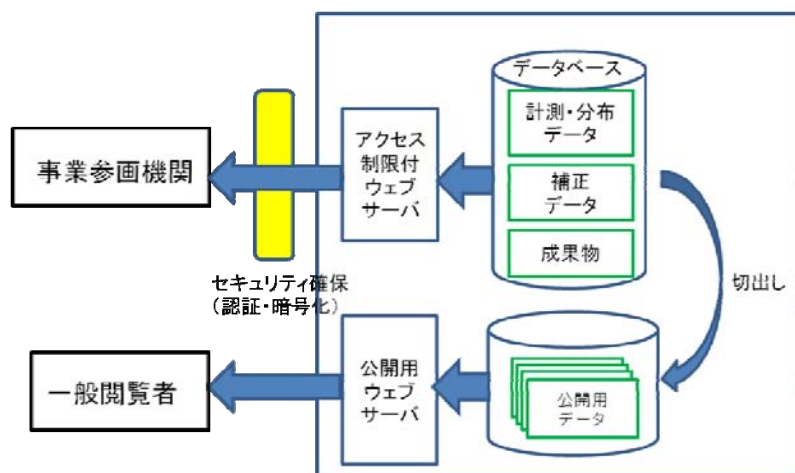 データベース
計測・分布
データ
補正
データ
成果物
アクセス
制限付
ウェブ
サーバ
事業参画機関
セキュリティ確保
（認証・暗号化）
切出し
公開用
データ
公開用
ウェブ
サーバ
一般閲覧者